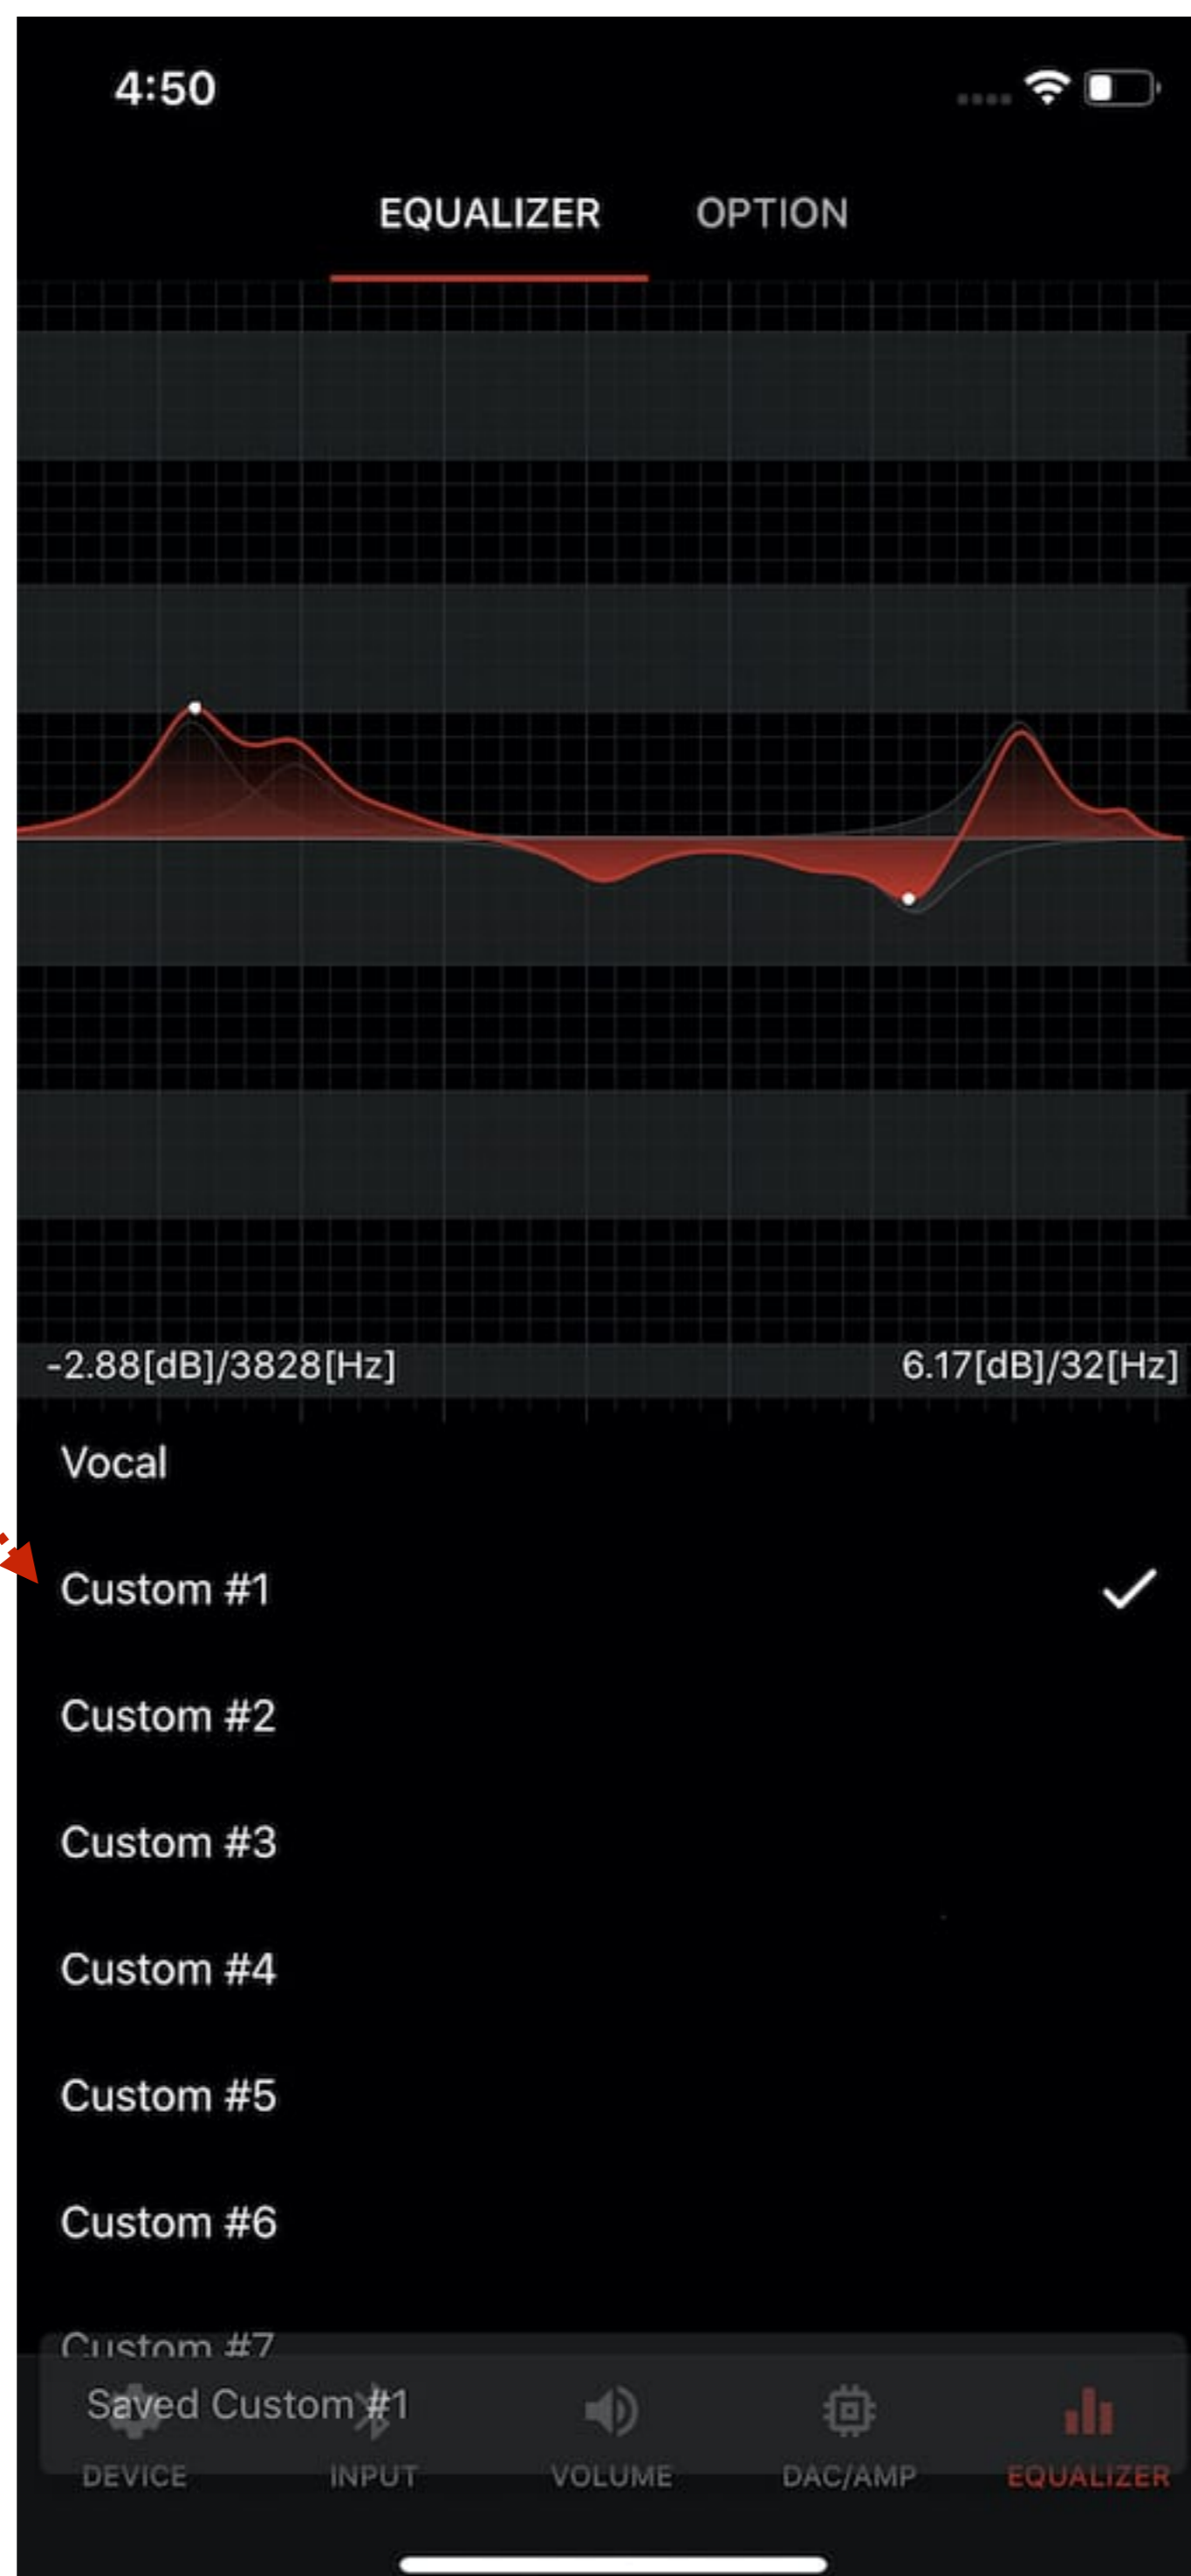 4:50
EQUALIZER OPTION
-2.88[dB]/3828[Hz] 6.17[dB]/32[Hz]
Vocal
Custom #1
Custom #2
Custom #3
Custom #4
Custom #5
Custom #6
Custom #7
Saved Custom #1
DEVICE INPUT VOLUME DAC/AMP EQUALIZER